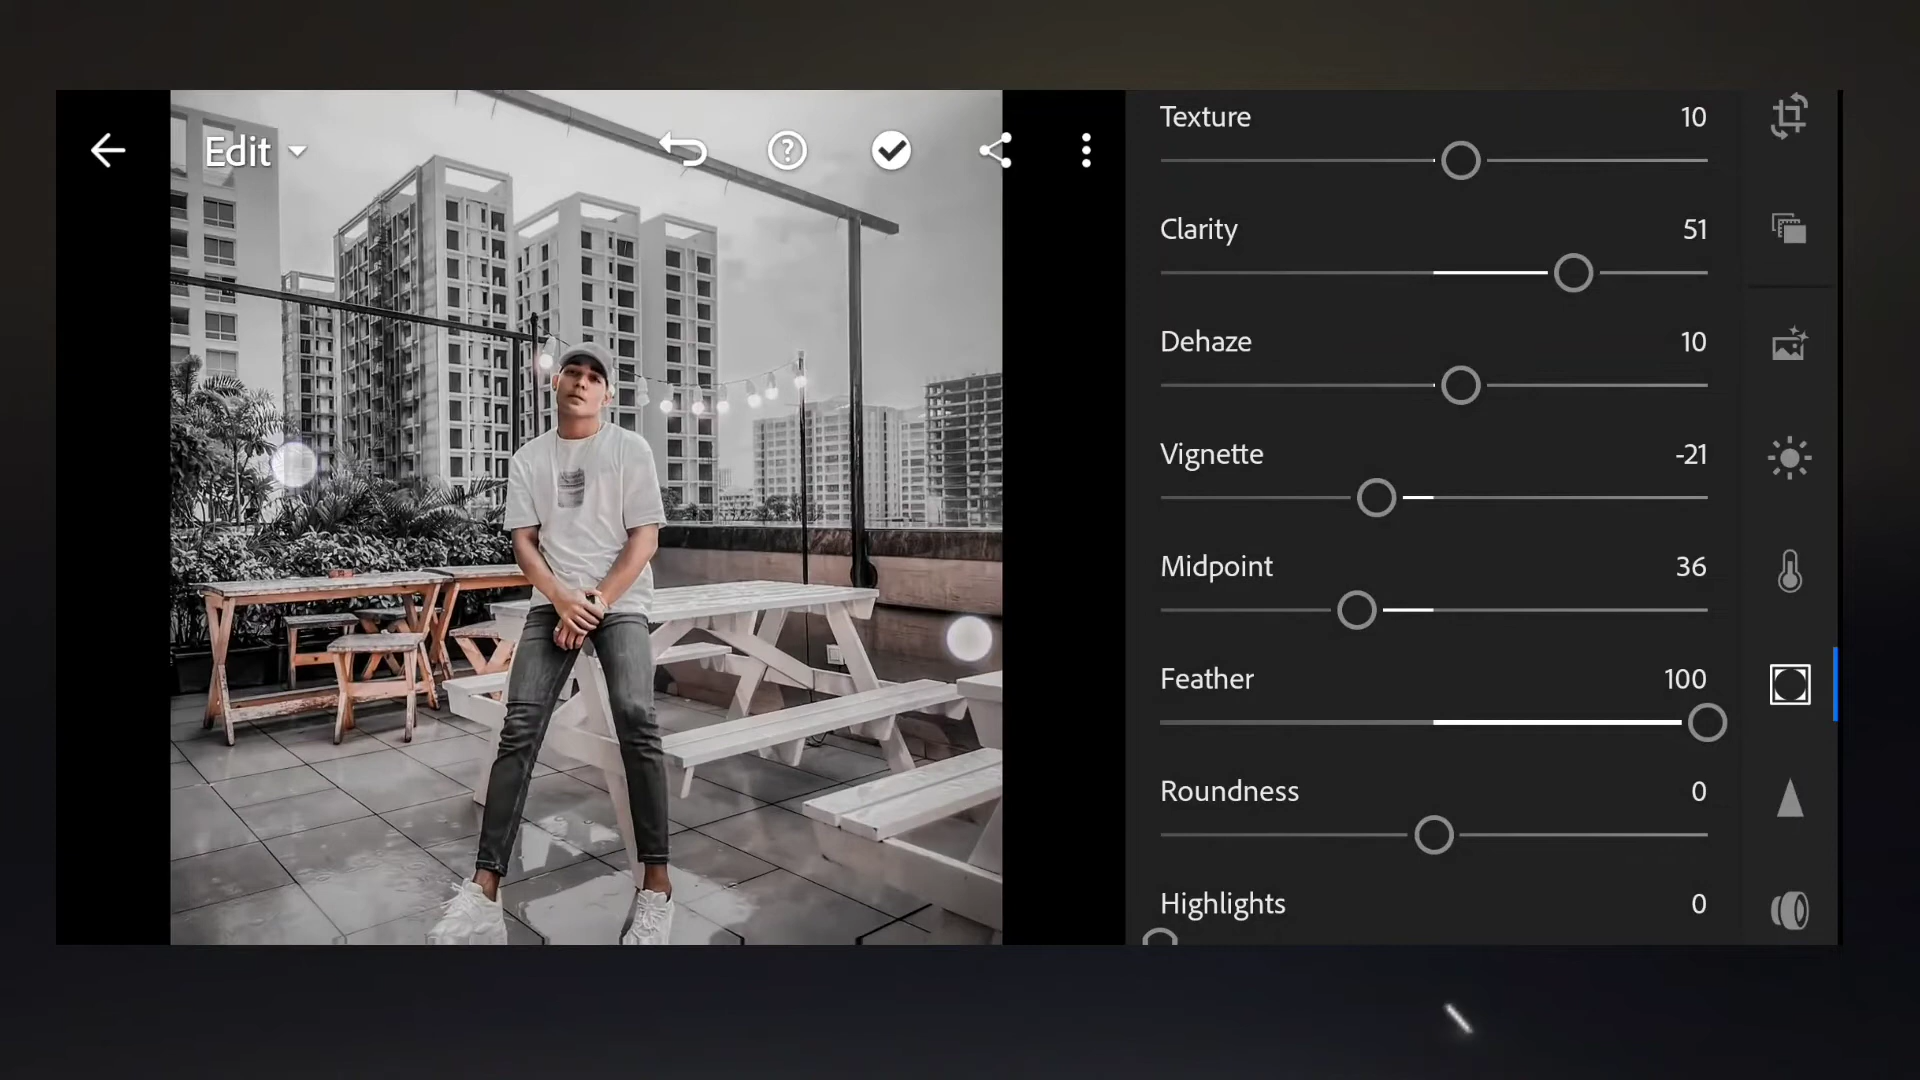 Edit
Texture 10
Clarity 51
Dehaze 10
Vignette -21
Midpoint 36
Feather 100
Roundness 0
Highlights 0